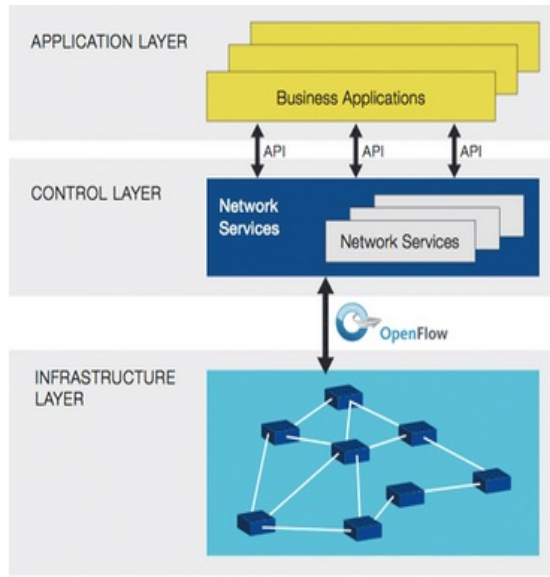 APPLICATION LAYER
Business Applications
API
API
API
CONTROL LAYER
Network
Services
Network Services
OpenFlow
INFRASTRUCTURE
LAYER